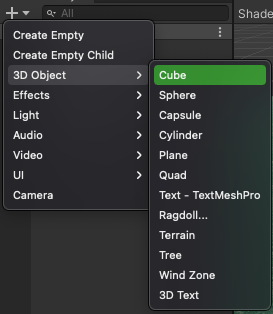 All
Shade
Create Empty
Create Empty Child
3D Object
Effects
Light
Audio
Video
UI
Camera
Cube
Sphere
Capsule
Cylinder
Plane
Quad
Text - TextMeshPro
Ragdoll...
Terrain
Tree
Wind Zone
3D Text